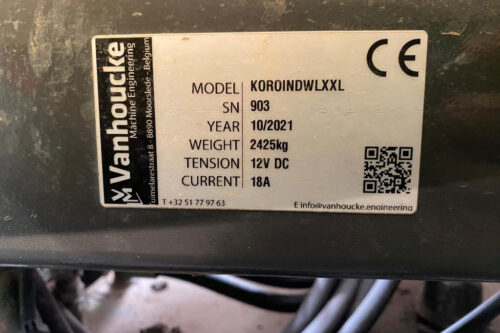 Vanhoucke
Machine Engineering
uimelarestraat 8 - 8890 Moorslede - Belgium
CE
MODEL KOROINDWLXXL
SN 903
YEAR 10/2021
WEIGHT 2425kg
TENSION 12V DC
CURRENT 18A
T +32 51 77 97 63
E info@vanhoucke.engineering